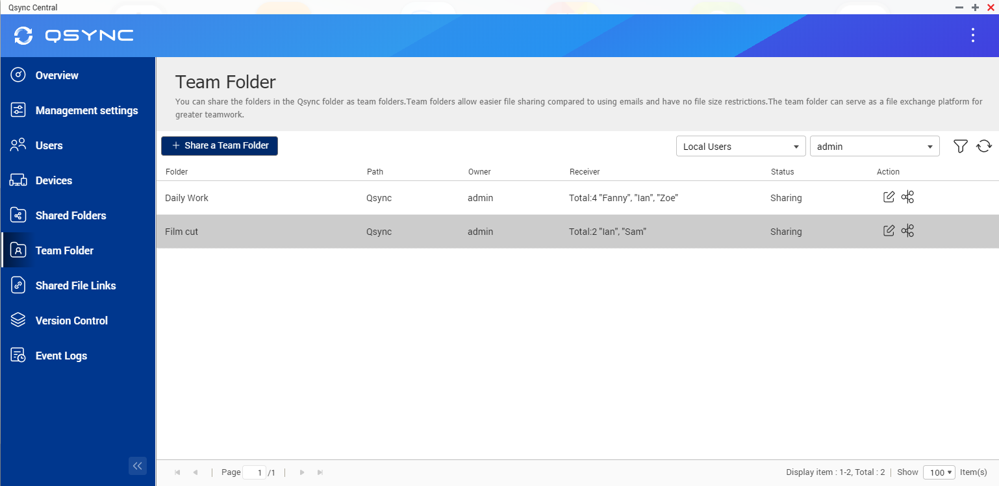 Qsync Central
QSYNC
Overview
Management settings
Users
Devices
Shared Folders
Team Folder
Shared File Links
Version Control
Event Logs
Team Folder
You can share the folders in the Qsync folder as team folders.Team folders allow easier file sharing compared to using emails and have no file size restrictions.The team folder can serve as a file exchange platform for
greater teamwork.
+ Share a Team Folder
Local Users
admin
Folder Path Owner Receiver Status Action
Daily Work Qsync admin Total:4 "Fanny", "Ian", "Zoe" Sharing
Film cut Qsync admin Total:2 "Ian", "Sam" Sharing
Page 1 /1
Display item : 1-2, Total : 2 | Show 100 Item(s)